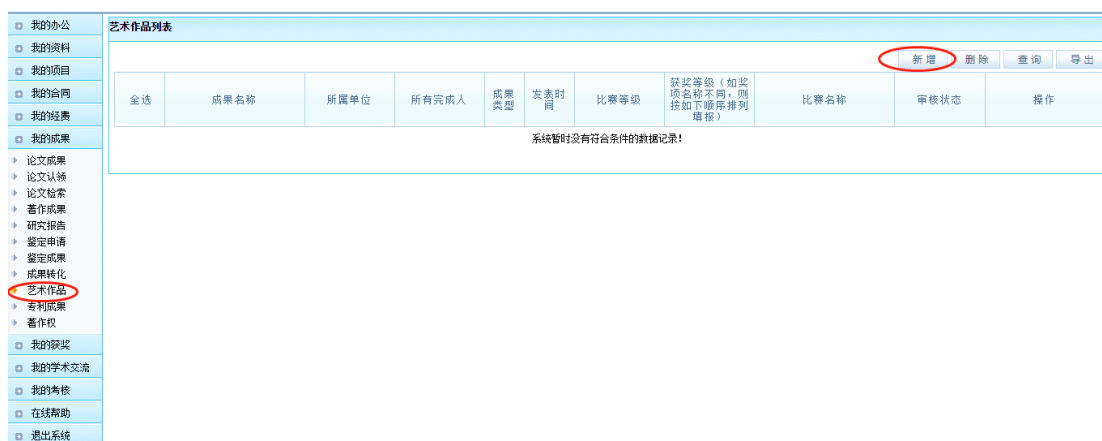 我的办公
我的资料
我的项目
我的合同
我的经费
我的成果
论文成果
论文认领
论文检索
著作成果
研究报告
鉴定申请
鉴定成果
成果转化
艺术作品
专利成果
著作权
我的获奖
我的学术交流
我的考核
在线帮助
退出系统
艺术作品列表
新增 删除 查询 导出
全选 成果名称 所属单位 所有完成人 成果类型 发表时间 比赛等级 获奖等级（如奖项名称不同，则按如下顺序排列填报） 比赛名称 审核状态 操作
系统暂时没有符合条件的数据记录!